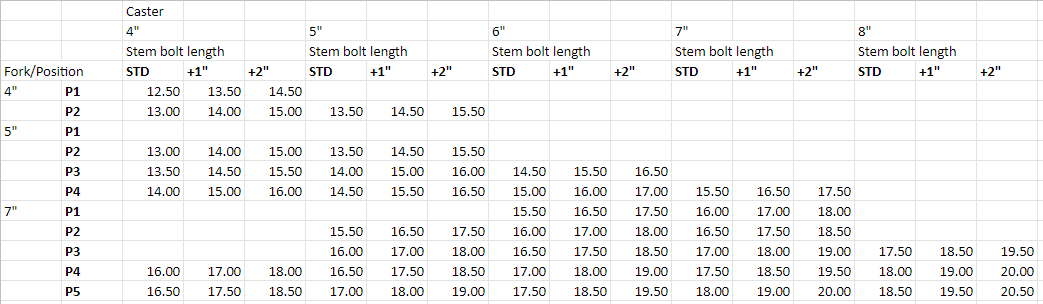 Caster
4" 5" 6" 7" 8"
Stem bolt length Stem bolt length Stem bolt length Stem bolt length Stem bolt length
Fork/Position STD +1" +2" STD +1" +2" STD +1" +2" STD +1" +2" STD +1" +2"
4" P1 12.50 13.50 14.50
P2 13.00 14.00 15.00 13.50 14.50 15.50
5" P1
P2 13.00 14.00 15.00 13.50 14.50 15.50
P3 13.50 14.50 15.50 14.00 15.00 16.00 14.50 15.50 16.50
P4 14.00 15.00 16.00 14.50 15.50 16.50 15.00 16.00 17.00 15.50 16.50 17.50
7" P1 15.50 16.50 17.50 16.00 17.00 18.00
P2 15.50 16.50 17.50 16.00 17.00 18.00 16.50 17.50 18.50
P3 16.00 17.00 18.00 16.50 17.50 18.50 17.00 18.00 19.00 17.50 18.50 19.50
P4 16.00 17.00 18.00 16.50 17.50 18.50 17.00 18.00 19.00 17.50 18.50 19.50 18.00 19.00 20.00
P5 16.50 17.50 18.50 17.00 18.00 19.00 17.50 18.50 19.50 18.00 19.00 20.00 18.50 19.50 20.50